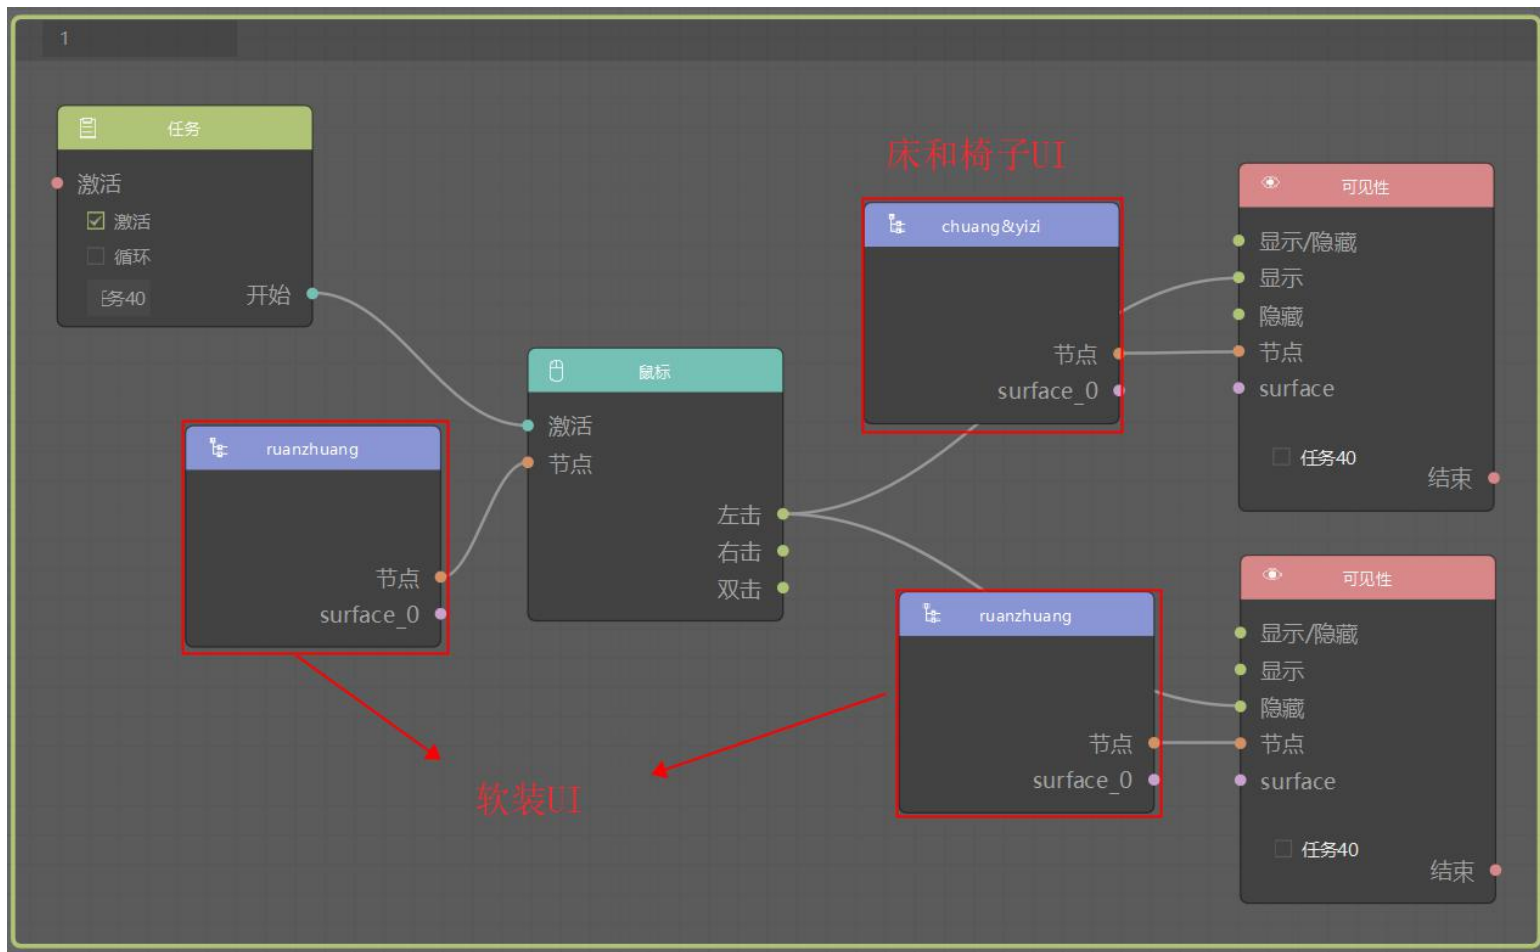 1
任务
激活
激活
循环
务40
开始
ruanzhuang
节点
surface_0
鼠标
激活
节点
左击
右击
双击
床和椅子UI
chuang&yizi
节点
surface_0
可见性
显示/隐藏
显示
隐藏
节点
surface
任务40
结束
ruanzhuang
节点
surface_0
可见性
显示/隐藏
显示
隐藏
节点
surface
任务40
结束
软装UI